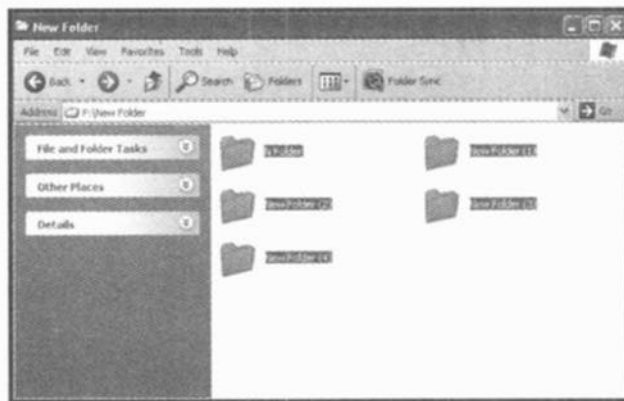 New Folder
File Edit View Favorites Tools Help
Back Search Folders Folder Sync
Address F:\New Folder Go
File and Folder Tasks
Other Places
Details
N Folder New Folder (1)
New Folder (2) New Folder (3)
New Folder (4)